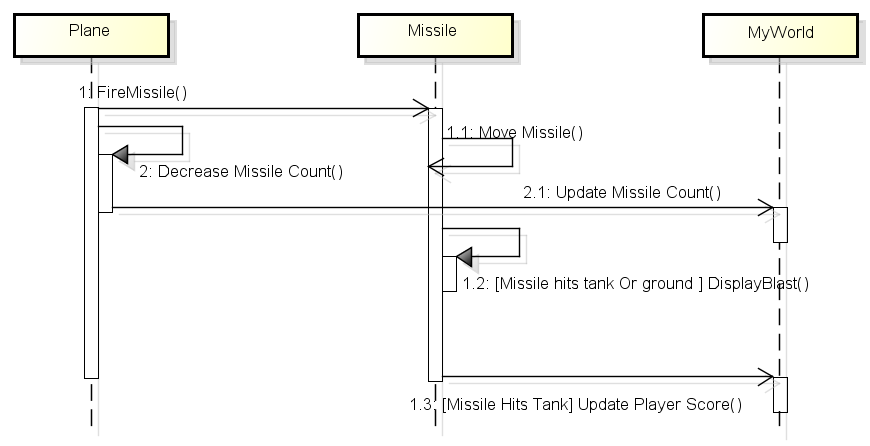 Plane
Missile
MyWorld
1: FireMissile()
1.1: Move Missile()
2: Decrease Missile Count()
2.1: Update Missile Count()
1.2: [Missile hits tank Or ground ] DisplayBlast()
1.3: [Missile Hits Tank] Update Player Score()